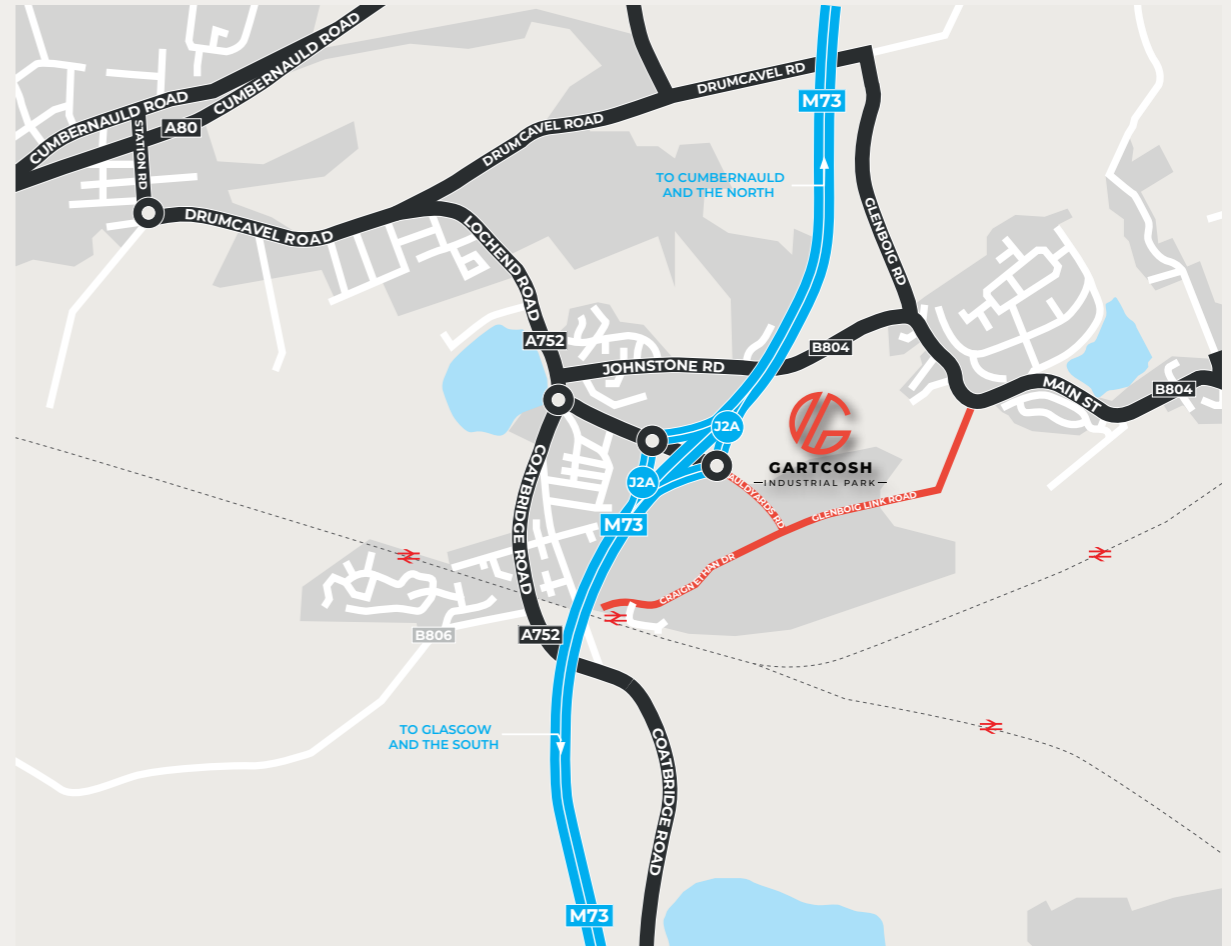 CUMBERNAULD ROAD
CUMBERNAULD ROAD
A80
STATION RD
DRUMCAVEL ROAD
DRUMCAVEL ROAD
DRUMCAVEL RD
M73
TO CUMBERNAULD
AND THE NORTH
LOCHEND ROAD
GLENBOIG RD
A752
JOHNSTONE RD
B804
MAIN ST
B804
J2A
J2A
GARTCOSH
INDUSTRIAL PARK
AULDYARDS RD
GLENBOIG LINK ROAD
COATBRIDGE ROAD
M73
CRAIGNETHAN DR
B806
A752
TO GLASGOW
AND THE SOUTH
COATBRIDGE ROAD
M73